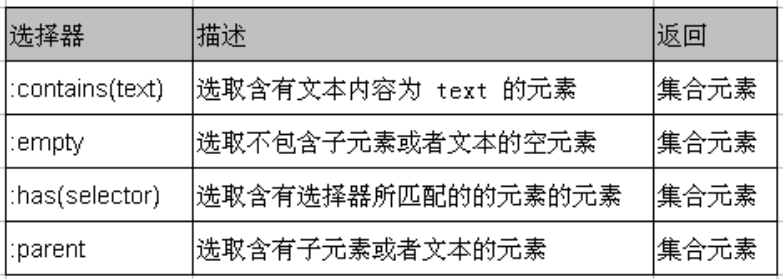 选择器 描述 返回
:contains(text) 选取含有文本内容为 text 的元素 集合元素
:empty 选取不包含子元素或者文本的空元素 集合元素
:has(selector) 选取含有选择器所匹配的的元素的元素 集合元素
:parent 选取含有子元素或者文本的元素 集合元素